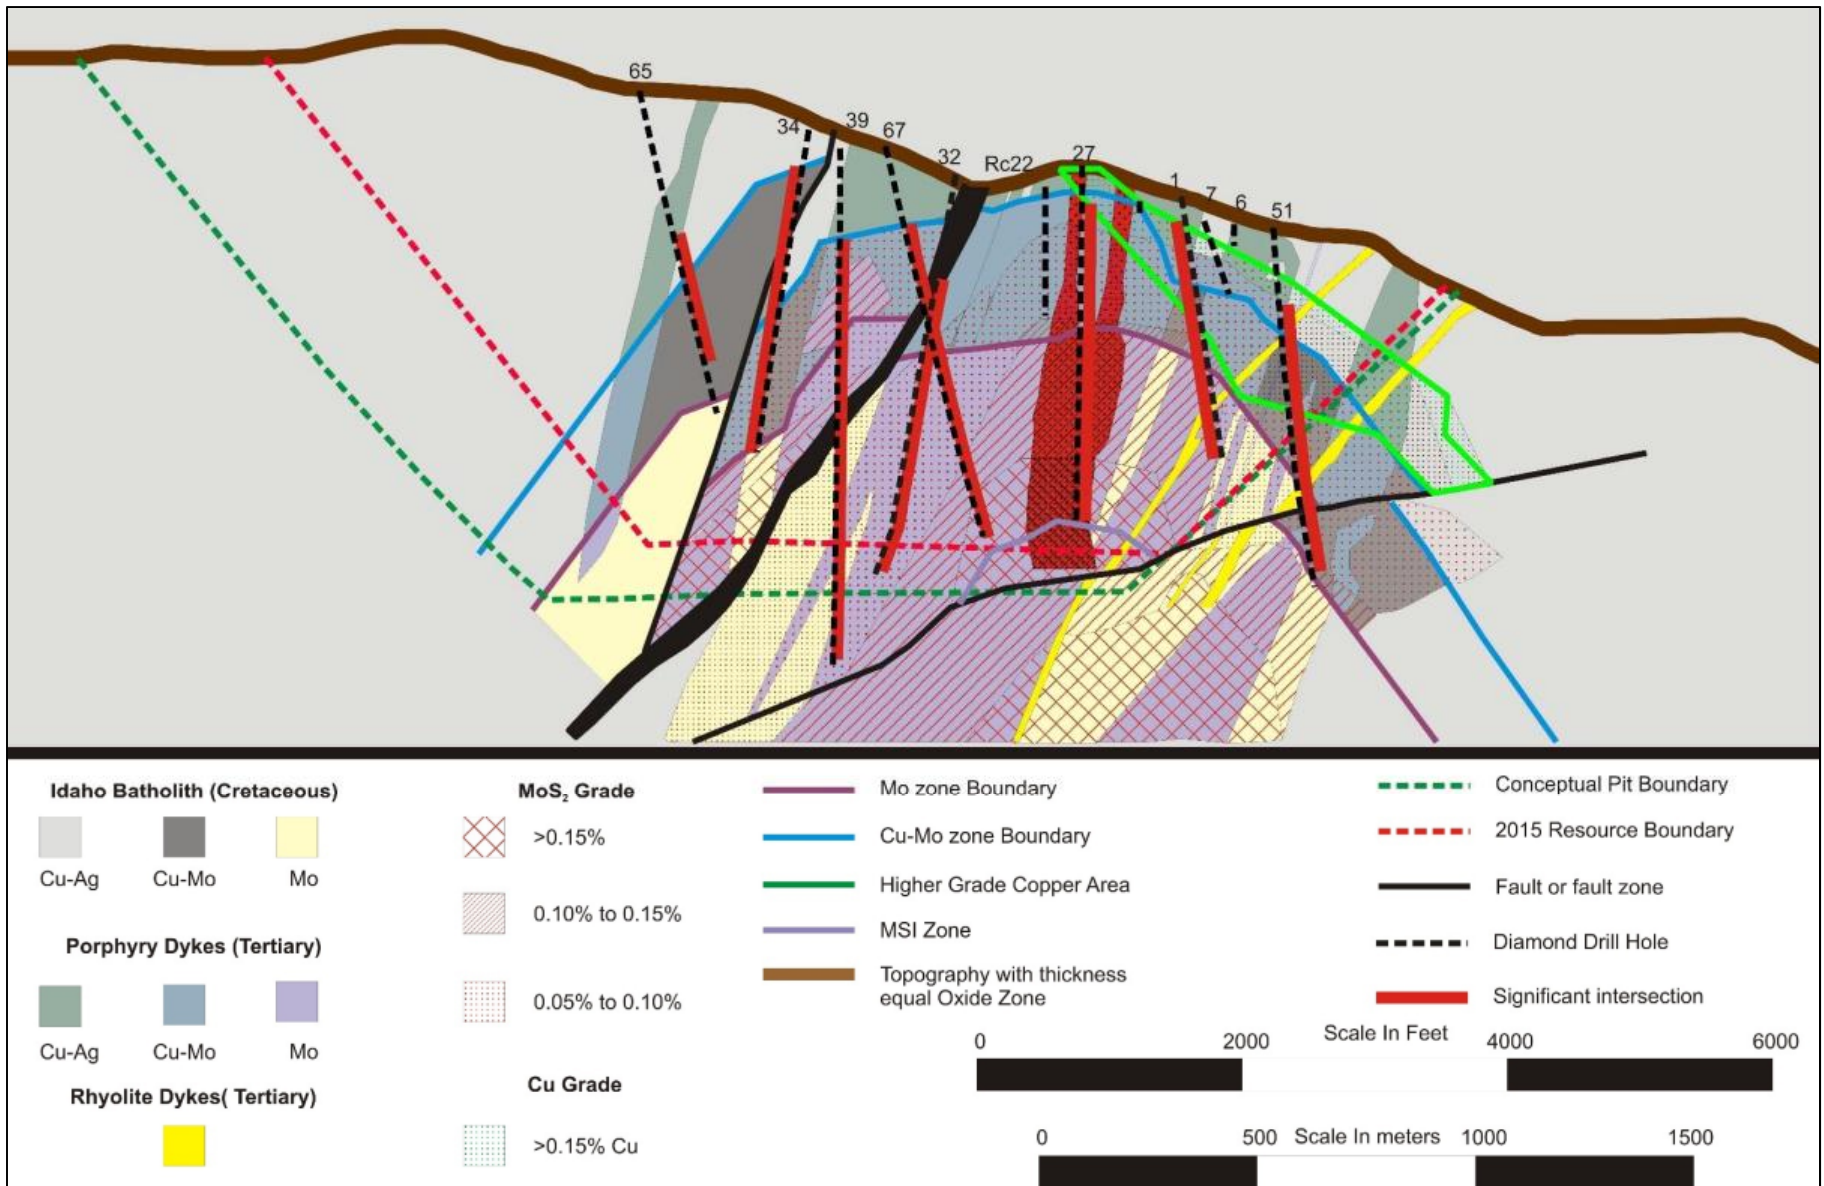 65
34
39
67
32
Rc22
27
1
7
6
51
Idaho Batholith (Cretaceous)
Cu-Ag
Cu-Mo
Mo
Porphyry Dykes (Tertiary)
Cu-Ag
Cu-Mo
Mo
Rhyolite Dykes( Tertiary)
MoS₂ Grade
>0.15%
0.10% to 0.15%
0.05% to 0.10%
Cu Grade
>0.15% Cu
Mo zone Boundary
Cu-Mo zone Boundary
Higher Grade Copper Area
MSI Zone
Topography with thickness
equal Oxide Zone
Conceptual Pit Boundary
2015 Resource Boundary
Fault or fault zone
Diamond Drill Hole
Significant intersection
0 2000 Scale In Feet 4000 6000
0 500 Scale In meters 1000 1500